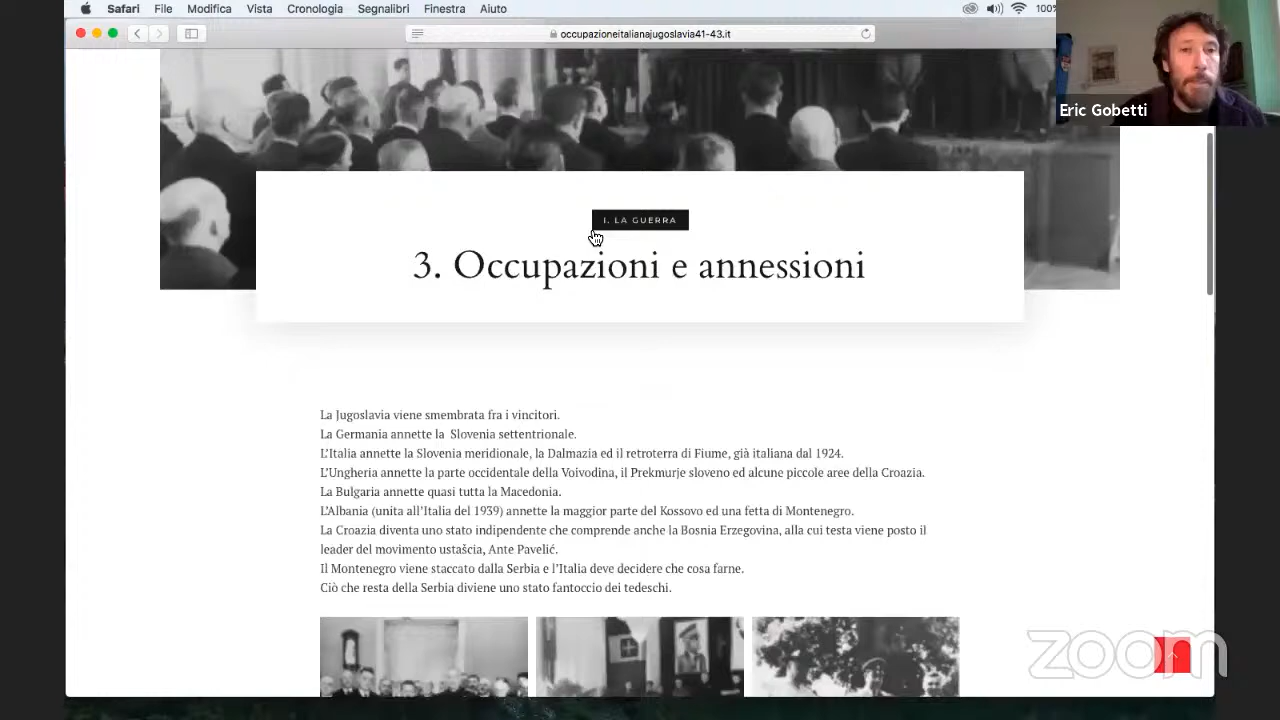 Safari File Modifica Vista Cronologia Segnalibri Finestra Aiuto 100%
occupazioneitalianajugoslavia41-43.it
Eric Gobetti
I. LA GUERRA
3. Occupazioni e annessioni
La Jugoslavia viene smembrata fra i vincitori.
La Germania annette la Slovenia settentrionale.
L'Italia annette la Slovenia meridionale, la Dalmazia ed il retroterra di Fiume, già italiana dal 1924.
L'Ungheria annette la parte occidentale della Voivodina, il Prekmurje sloveno ed alcune piccole aree della Croazia.
La Bulgaria annette quasi tutta la Macedonia.
L'Albania (unita all'Italia del 1939) annette la maggior parte del Kossovo ed una fetta di Montenegro.
La Croazia diventa uno stato indipendente che comprende anche la Bosnia Erzegovina, alla cui testa viene posto il
leader del movimento ustašcia, Ante Pavelić.
Il Montenegro viene staccato dalla Serbia e l'Italia deve decidere che cosa farne.
Ciò che resta della Serbia diviene uno stato fantoccio dei tedeschi.
zoom